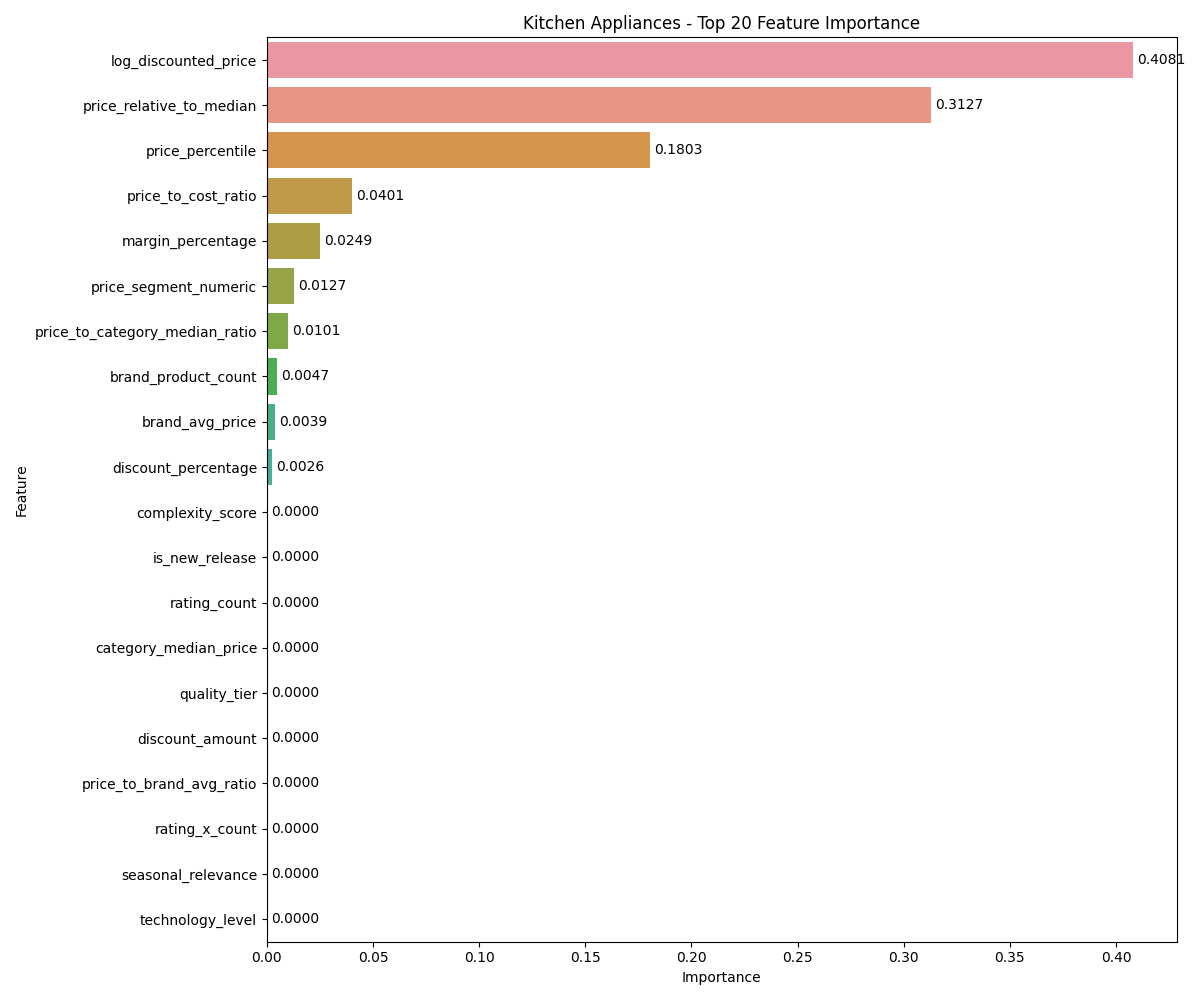 Kitchen Appliances - Top 20 Feature Importance
log_discounted_price 0.4081
price_relative_to_median 0.3127
price_percentile 0.1803
price_to_cost_ratio 0.0401
margin_percentage 0.0249
price_segment_numeric 0.0127
price_to_category_median_ratio 0.0101
brand_product_count 0.0047
brand_avg_price 0.0039
discount_percentage 0.0026
complexity_score 0.0000
is_new_release 0.0000
rating_count 0.0000
category_median_price 0.0000
quality_tier 0.0000
discount_amount 0.0000
price_to_brand_avg_ratio 0.0000
rating_x_count 0.0000
seasonal_relevance 0.0000
technology_level 0.0000
Feature
0.00 0.05 0.10 0.15 0.20 0.25 0.30 0.35 0.40
Importance